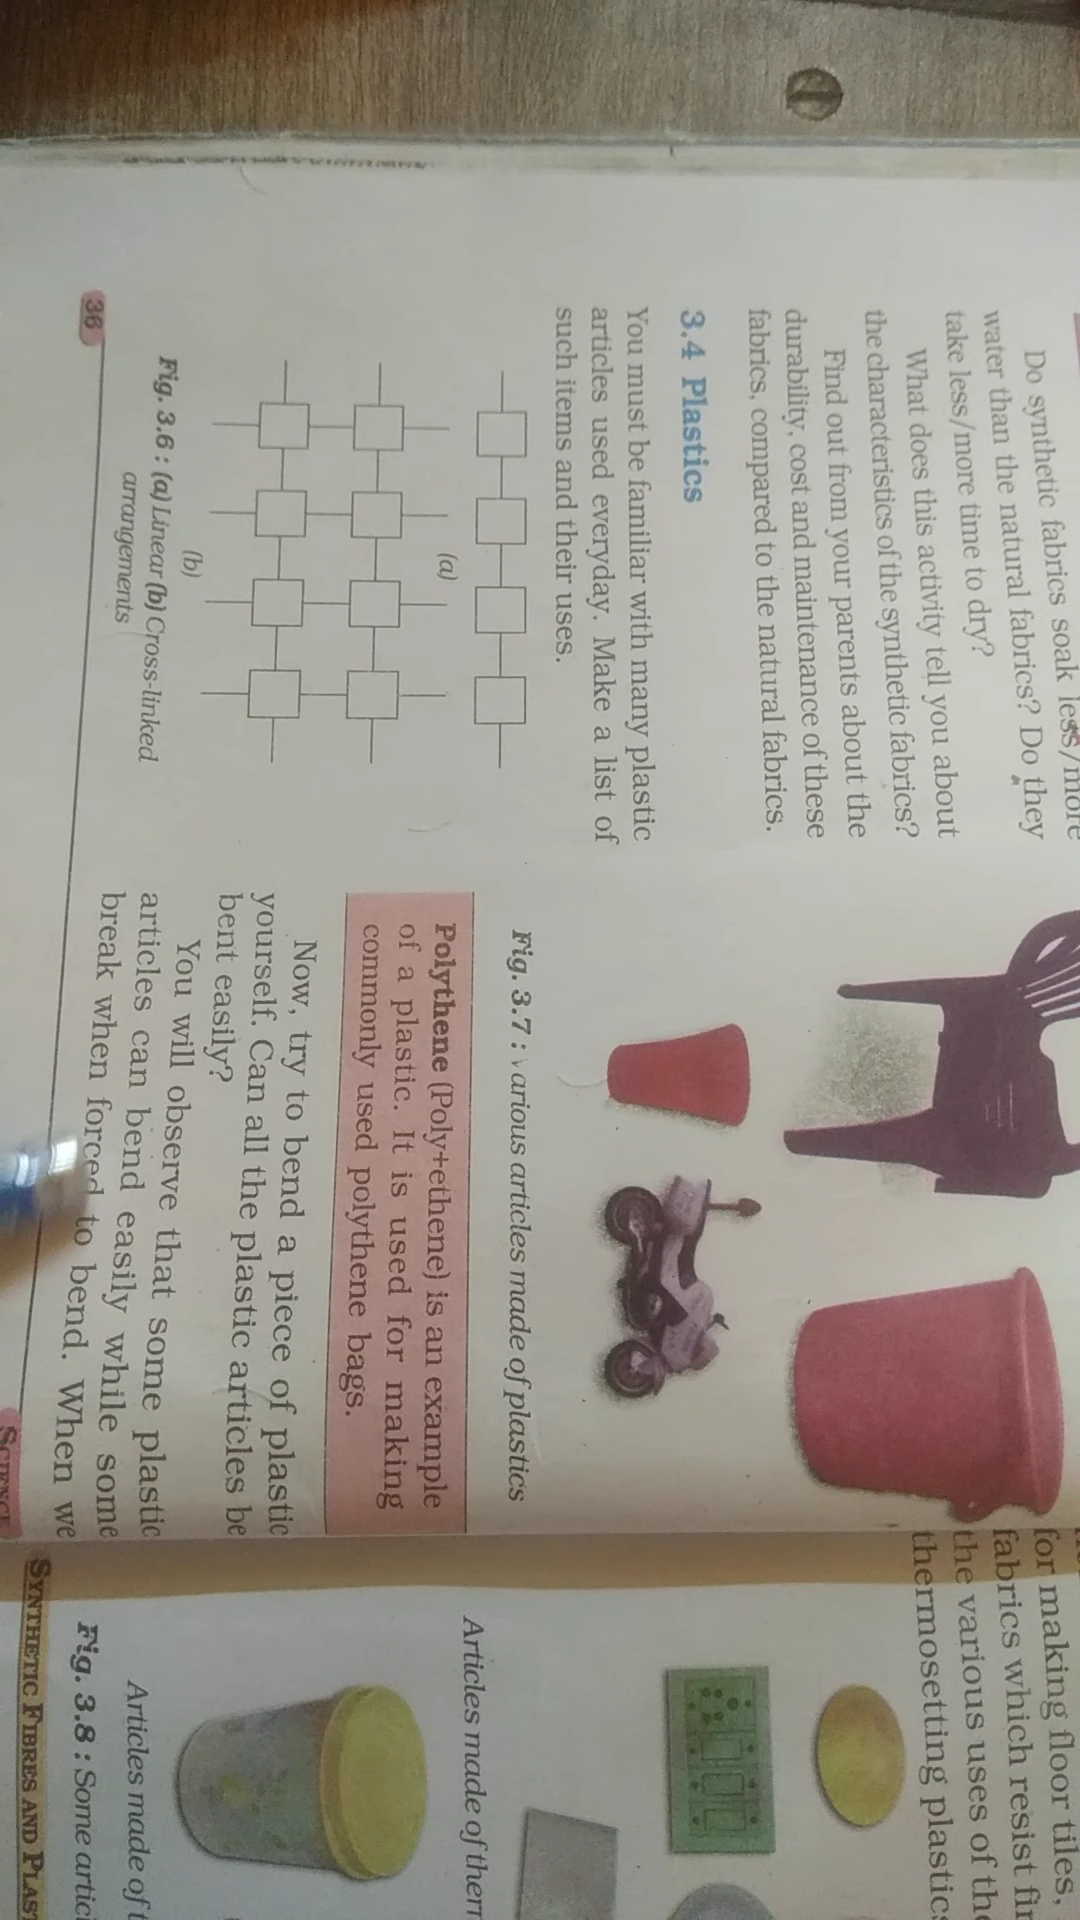 Do synthetic fabrics soak less/more
water than the natural fabrics? Do they
take less/more time to dry?
What does this activity tell you about
the characteristics of the synthetic fabrics?
Find out from your parents about the
durability, cost and maintenance of these
fabrics, compared to the natural fabrics.
3.4 Plastics
You must be familiar with many plastic
articles used everyday. Make a list of
such items and their uses.
(a)
(b)
Fig. 3.6 : (a) Linear (b) Cross-linked
arrangements
36
Fig. 3.7 : Various articles made of plastics
Polythene (Poly+ethene) is an example
of a plastic. It is used for making
commonly used polythene bags.
Now, try to bend a piece of plastic
yourself. Can all the plastic articles be
bent easily?
You will observe that some plastic
articles can bend easily while some
break when forced to bend. When we
SCIENCE
for making floor tiles,
fabrics which resist
the various uses of
thermosetting
Articles made of
Articles made of
Fig. 3.8 : Some
SYNTHETIC FIBRES AND